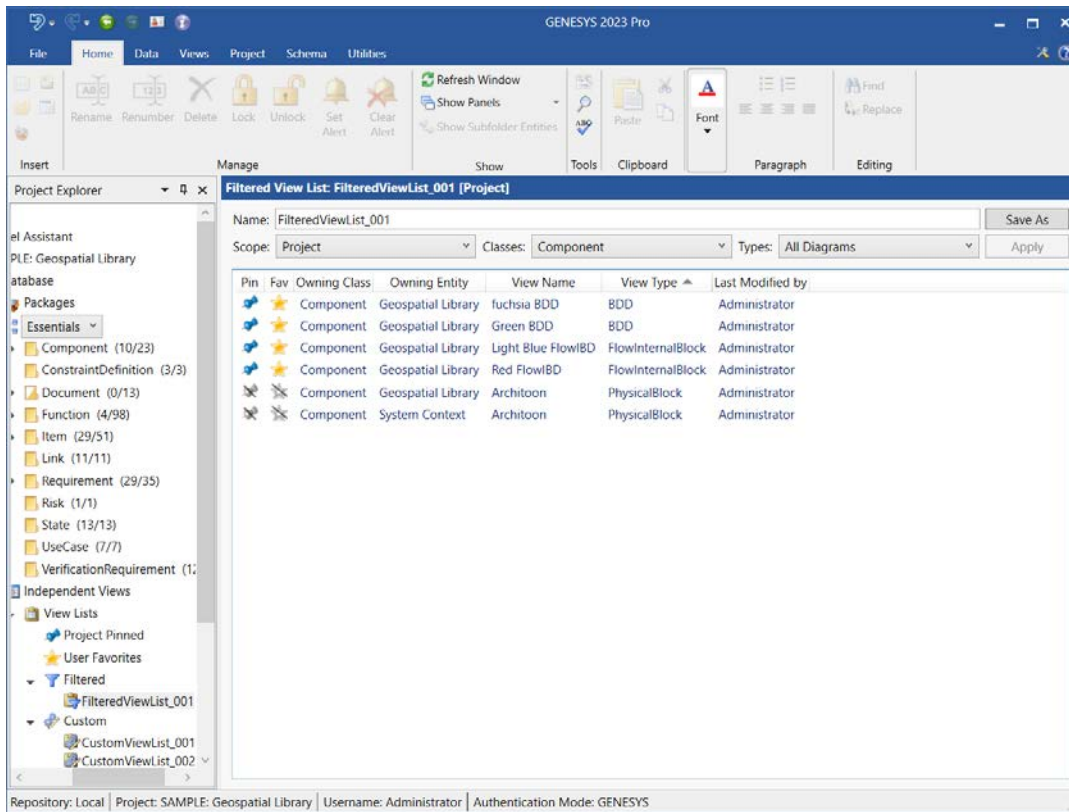 GENESYS 2023 Pro
File Home Data Views Project Schema Utilities
Rename Renumber Delete Lock Unlock Set Alert Clear Alert
Refresh Window
Show Panels
Show Subfolder Entities
Paste
Font
Find
Replace
Insert Manage Show Tools Clipboard Paragraph Editing
Project Explorer
el Assistant
PLE: Geospatial Library
atabase
Packages
Essentials
Component (10/23)
ConstraintDefinition (3/3)
Document (0/13)
Function (4/98)
Item (29/51)
Link (11/11)
Requirement (29/35)
Risk (1/1)
State (13/13)
UseCase (7/7)
VerificationRequirement (12
Independent Views
View Lists
Project Pinned
User Favorites
Filtered
FilteredViewList_001
Custom
CustomViewList_001
CustomViewList_002
Filtered View List: FilteredViewList_001 [Project]
Name: FilteredViewList_001 Save As
Scope: Project Classes: Component Types: All Diagrams Apply
Pin Fav Owning Class Owning Entity View Name View Type Last Modified by
Component Geospatial Library fuchsia BDD BDD Administrator
Component Geospatial Library Green BDD BDD Administrator
Component Geospatial Library Light Blue FlowIBD FlowInternalBlock Administrator
Component Geospatial Library Red FlowIBD FlowInternalBlock Administrator
Component Geospatial Library Architoon PhysicalBlock Administrator
Component System Context Architoon PhysicalBlock Administrator
Repository: Local Project: SAMPLE: Geospatial Library Username: Administrator Authentication Mode: GENESYS